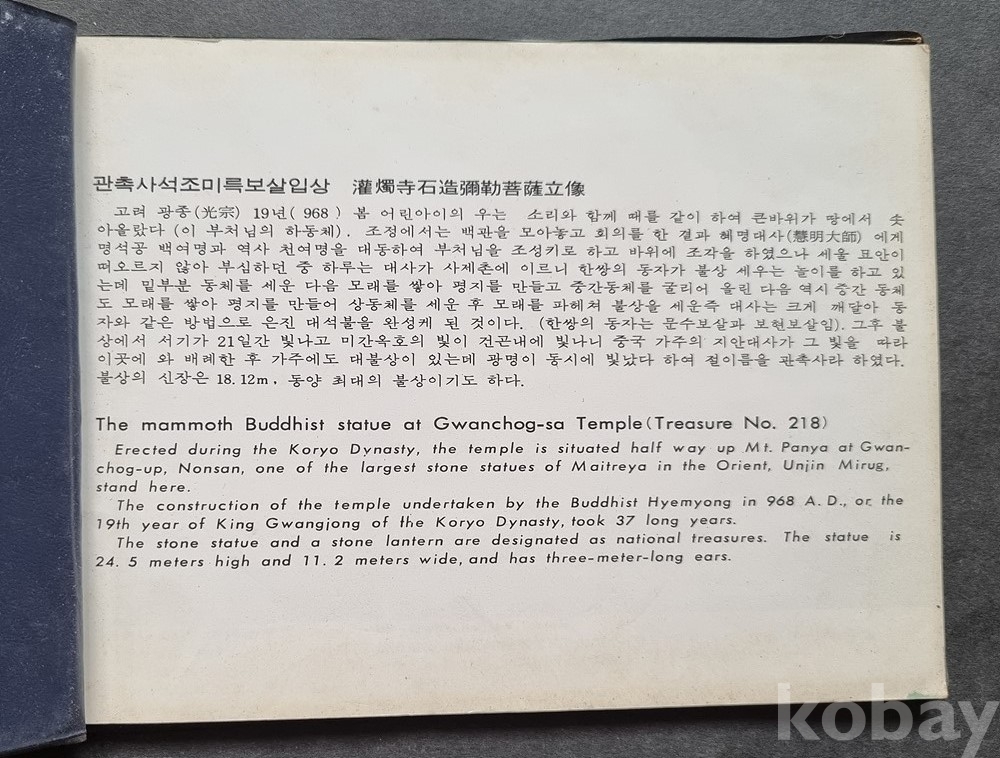 관촉사석조미륵보살입상 灌燭寺石造彌勒菩薩立像
고려 광종(光宗) 19년( 968 ) 봄 어린아이의 우는 소리와 함께 때를 같이 하여 큰바위가 땅에서 솟
아올랐다 (이 부처님의 하동체). 조정에서는 백관을 모아놓고 회의를 한 결과 혜명대사(慧明大師) 에게
명석공 백여명과 역사 천여명을 대동하여 부처님을 조성키로 하고 바위에 조각을 하였으나 세울 묘안이
떠오르지 않아 부심하던 중 하루는 대사가 사제촌에 이르니 한쌍의 동자가 불상 세우는 놀이를 하고 있
는데 밑부분 동체를 세운 다음 모래를 쌓아 평지를 만들고 중간동체를 굴리어 올린 다음 역시 중간 동체
도 모래를 쌓아 평지를 만들어 상동체를 세운 후 모래를 파헤쳐 불상을 세운즉 대사는 크게 깨달아 동
자와 같은 방법으로 은진 대석불을 완성케 된 것이다. (한쌍의 동자는 문수보살과 보현보살임). 그후 불
상에서 서기가 21일간 빛나고 미간옥호의 빛이 건곤내에 빛나니 중국 가주의 지안대사가 그 빛을 따라
이곳에 와 배례한 후 가주에도 대불상이 있는데 광명이 동시에 빛났다 하여 절이름을 관촉사라 하였다.
불상의 신장은 18.12m, 동양 최대의 불상이기도 하다.
The mammoth Buddhist statue at Gwanchog-sa Temple(Treasure No. 218)
Erected during the Koryo Dynasty, the temple is situated half way up Mt. Panya at Gwan-
chog-up, Nonsan, one of the largest stone statues of Maitreya in the Orient, Unjin Mirug,
stand here.
The construction of the temple undertaken by the Buddhist Hyemyong in 968 A.D., or the
19th year of King Gwangjong of the Koryo Dynasty, took 37 long years.
The stone statue and a stone lantern are designated as national treasures. The statue is
24. 5 meters high and 11. 2 meters wide, and has three-meter-long ears.
kobay